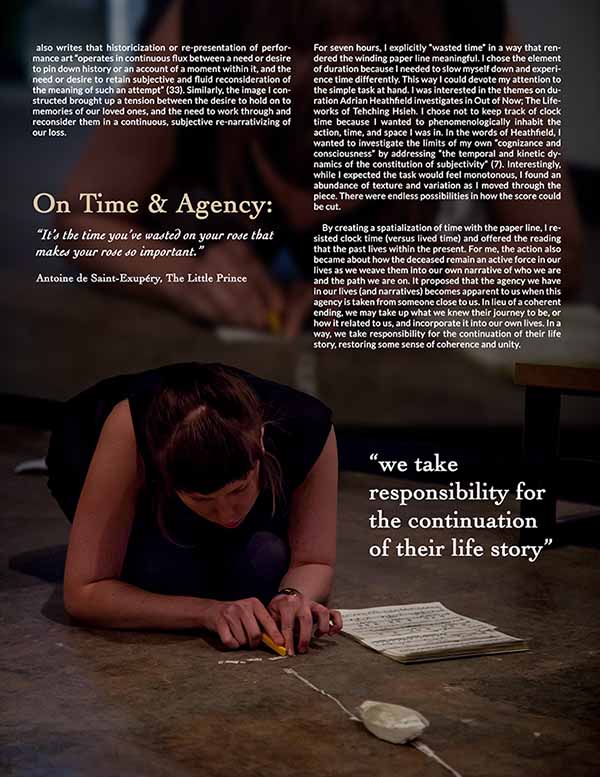 also writes that historicization or re-presentation of perfor-
mance art “operates in continuous flux between a need or desire
to pin down history or an account of a moment within it, and the
need or desire to retain subjective and fluid reconsideration of
the meaning of such an attempt” (33). Similarly, the image I con-
structed brought up a tension between the desire to hold on to
memories of our loved ones, and the need to work through and
reconsider them in a continuous, subjective re-narrativizing of
our loss.
On Time & Agency:
“It’s the time you’ve wasted on your rose that
makes your rose so important.”
Antoine de Saint-Exupéry, The Little Prince
For seven hours, I explicitly “wasted time” in a way that ren-
dered the winding paper line meaningful. I chose the element
of duration because I needed to slow myself down and experi-
ence time differently. This way I could devote my attention to
the simple task at hand. I was interested in the themes on du-
ration Adrian Heathfield investigates in Out of Now; The Life-
works of Tehching Hsieh. I chose not to keep track of clock
time because I wanted to phenomenologically inhabit the
action, time, and space I was in. In the words of Heathfield, I
wanted to investigate the limits of my own “cognizance and
consciousness” by addressing “the temporal and kinetic dy-
namics of the constitution of subjectivity” (7). Interestingly,
while I expected the task would feel monotonous, I found an
abundance of texture and variation as I moved through the
piece. There were endless possibilities in how the score could
be cut.
By creating a spatialization of time with the paper line, I re-
sisted clock time (versus lived time) and offered the reading
that the past lives within the present. For me, the action also
became about how the deceased remain an active force in our
lives as we weave them into our own narrative of who we are
and the path we are on. It proposed that the agency we have
in our lives (and narratives) becomes apparent to us when this
agency is taken from someone close to us. In lieu of a coherent
ending, we may take up what we knew their journey to be, or
how it related to us, and incorporate it into our own lives. In a
way, we take responsibility for the continuation of their life
story, restoring some sense of coherence and unity.
“we take
responsibility for
the continuation
of their life story”